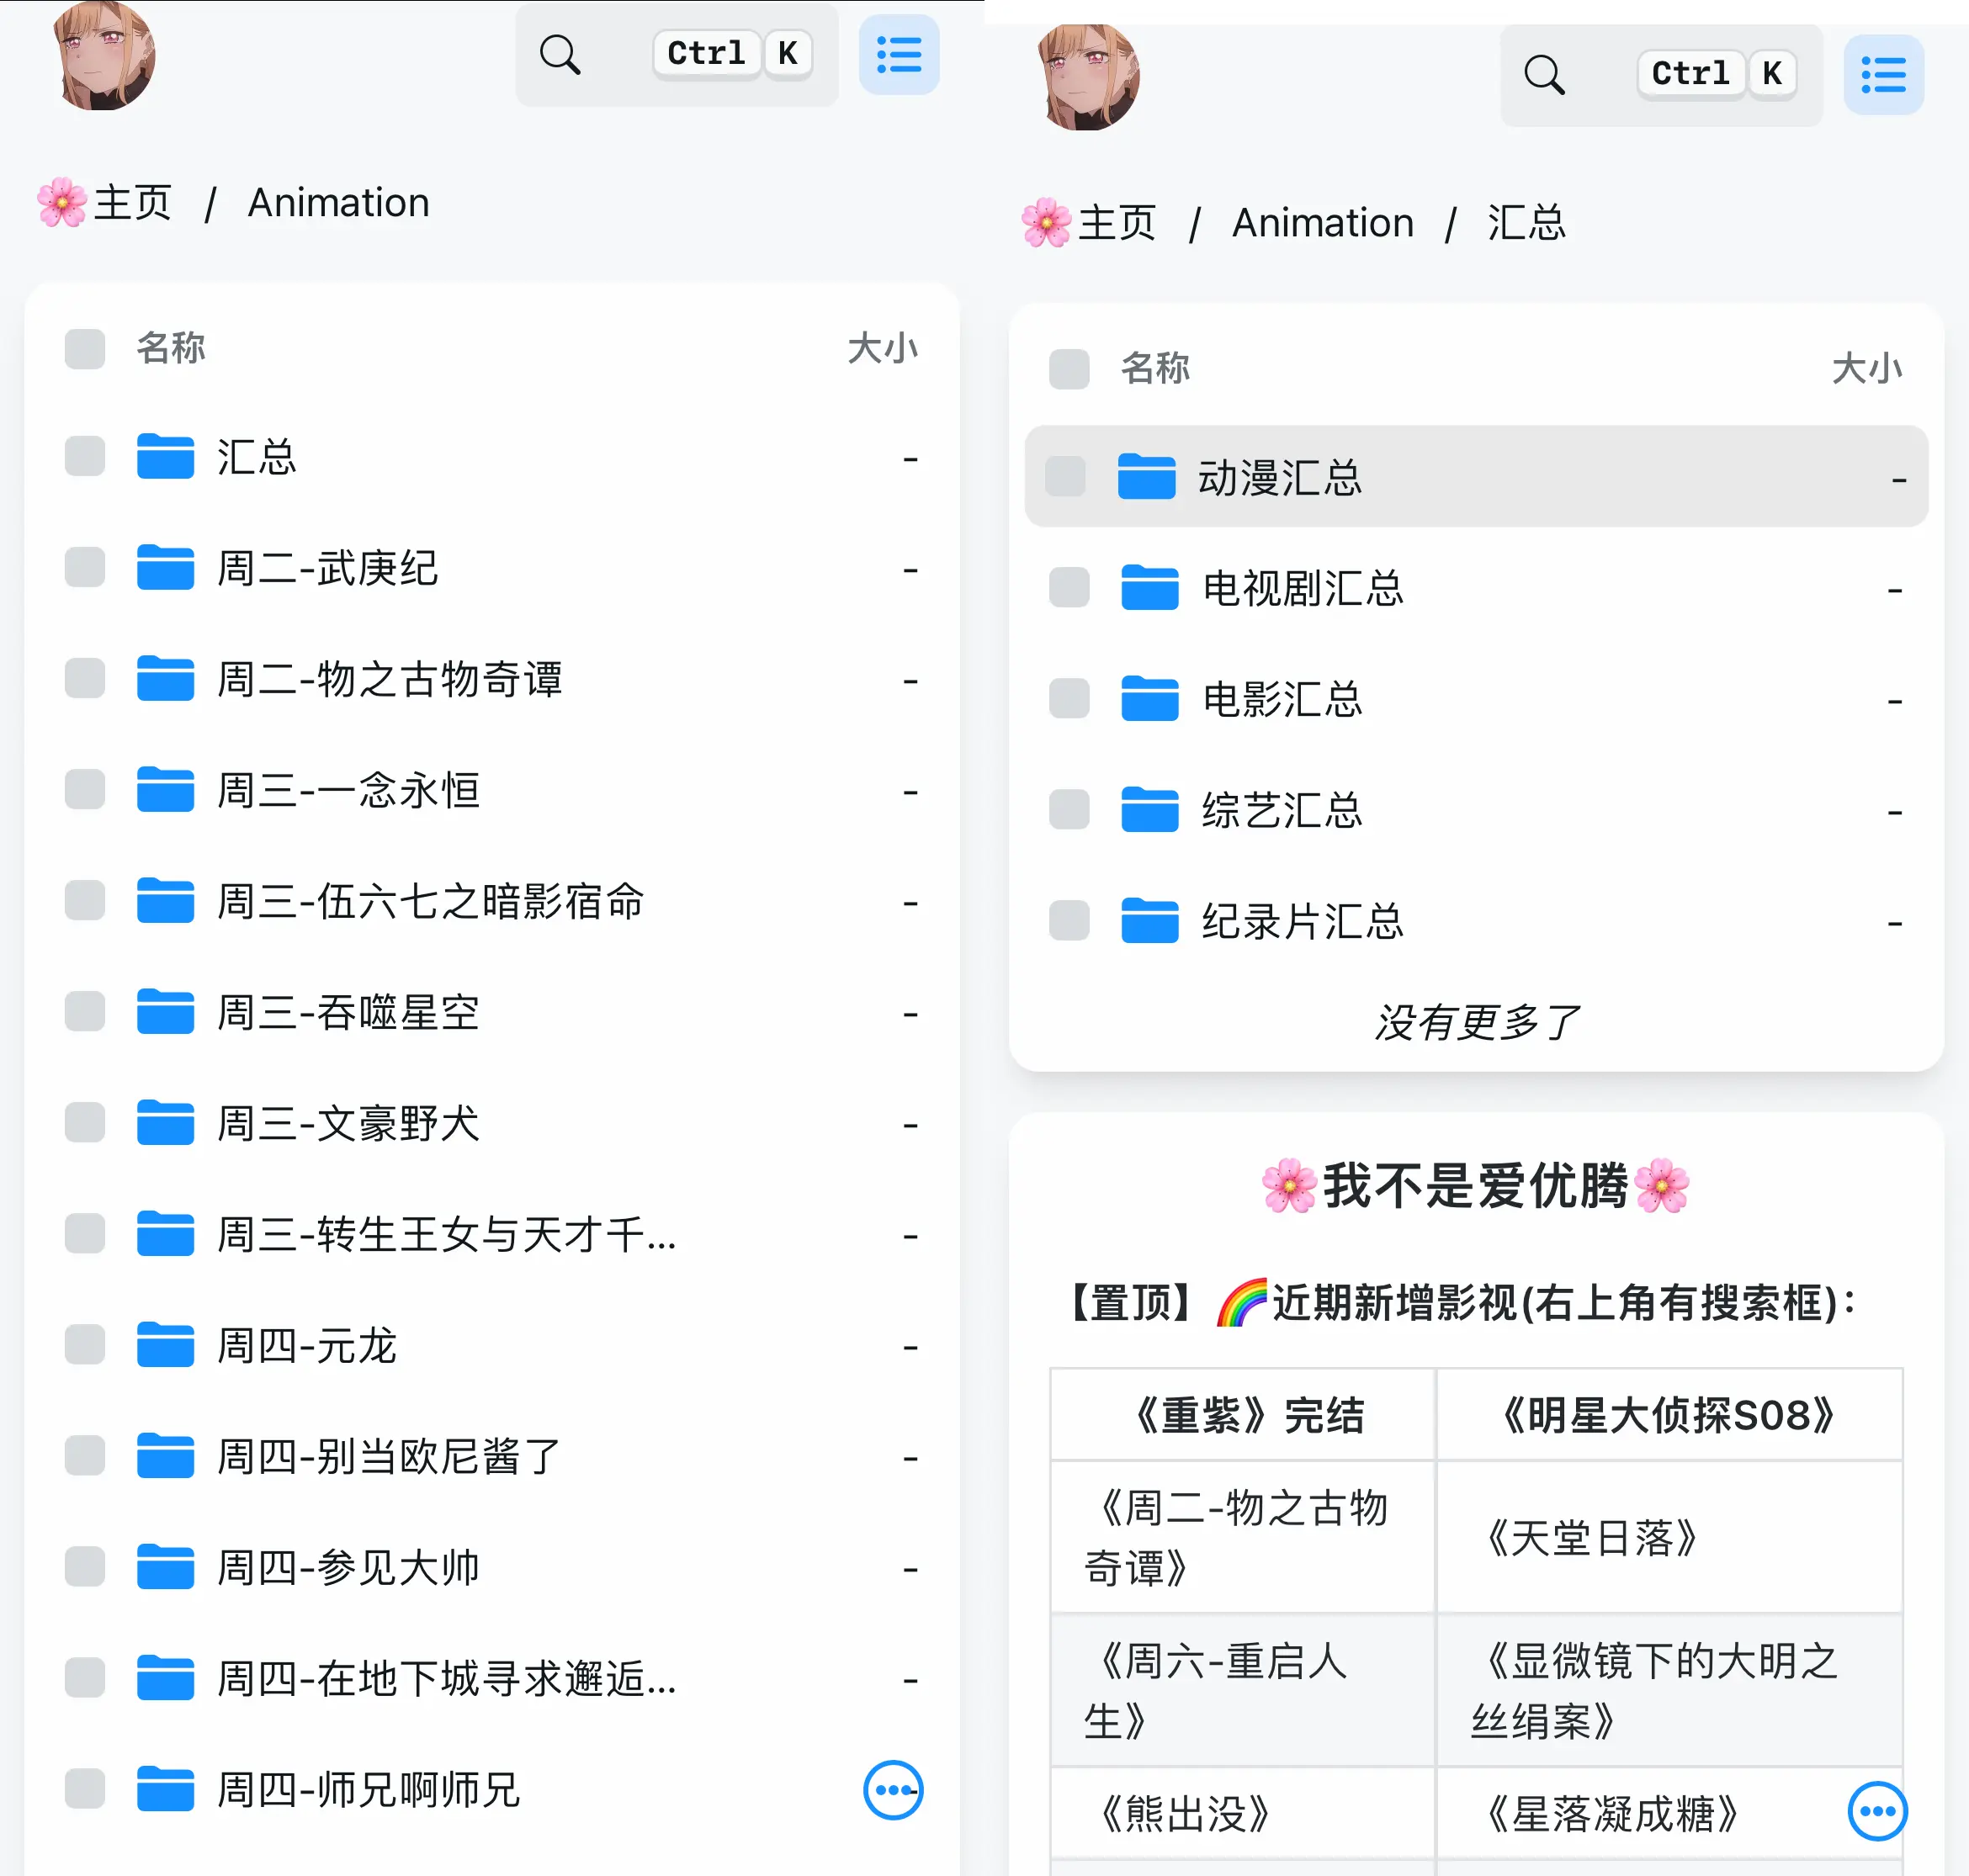 Ctrl K
🌸主页 / Animation
名称 大小
汇总 -
周二-武庚纪 -
周二-物之古物奇谭 -
周三-一念永恒 -
周三-伍六七之暗影宿命 -
周三-吞噬星空 -
周三-文豪野犬 -
周三-转生王女与天才千... -
周四-元龙 -
周四-别当欧尼酱了 -
周四-参见大帅 -
周四-在地下城寻求邂逅... -
周四-师兄啊师兄 -
Ctrl K
🌸主页 / Animation / 汇总
名称 大小
动漫汇总 -
电视剧汇总 -
电影汇总 -
综艺汇总 -
纪录片汇总 -
没有更多了
🌸我不是爱优腾🌸
【置顶】🌈近期新增影视(右上角有搜索框):
《重紫》完结 《明星大侦探S08》
《周二-物之古物
奇谭》
《天堂日落》
《周六-重启人
生》
《显微镜下的大明之
丝绢案》
《熊出没》 《星落凝成糖》